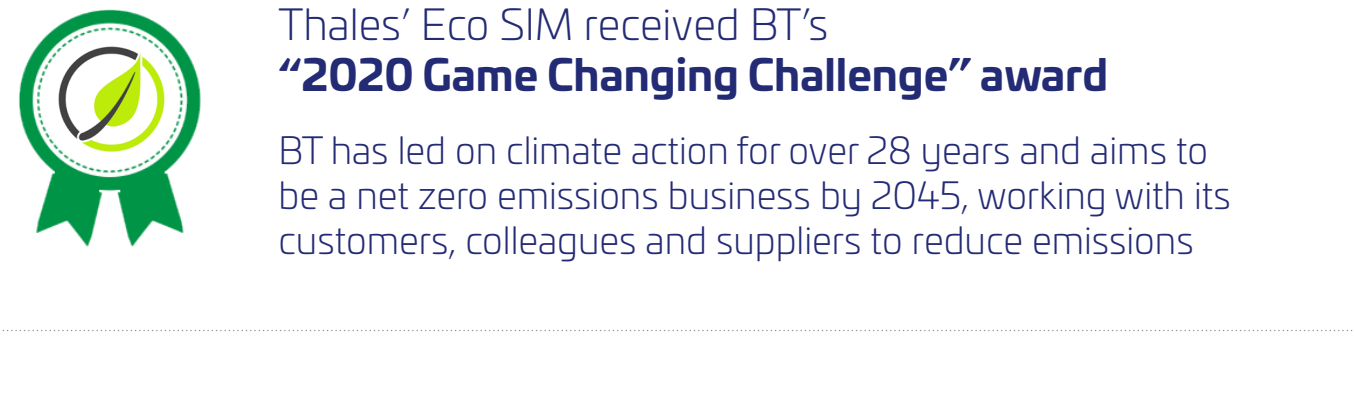 Thales’ Eco SIM received BT’s
“2020 Game Changing Challenge” award
BT has led on climate action for over 28 years and aims to
be a net zero emissions business by 2045, working with its
customers, colleagues and suppliers to reduce emissions